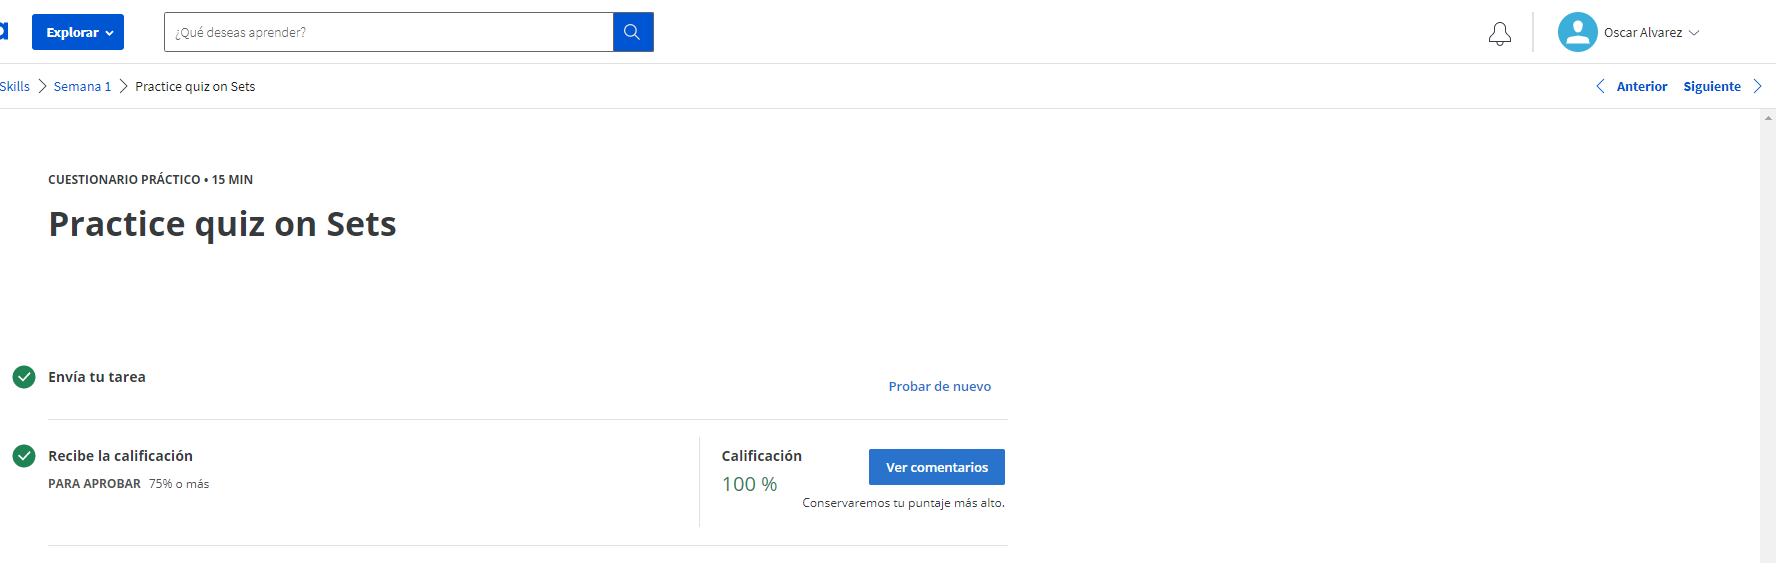 a Explorar ¿Qué deseas aprender? Oscar Alvarez
Skills Semana 1 Practice quiz on Sets Anterior Siguiente
CUESTIONARIO PRÁCTICO • 15 MIN
Practice quiz on Sets
Envía tu tarea
Probar de nuevo
Recibe la calificación
PARA APROBAR 75% o más
Calificación
100 %
Ver comentarios
Conservaremos tu puntaje más alto.